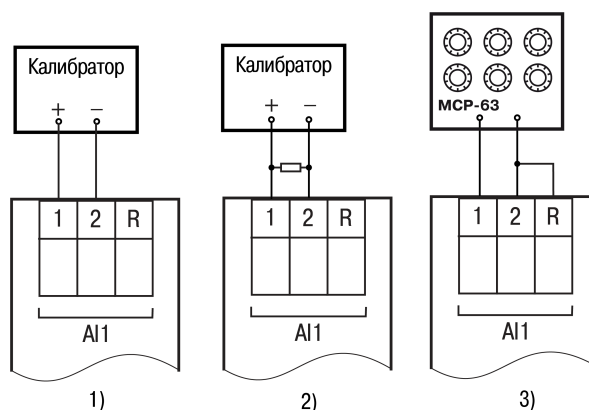 Калибратор
+ −
1 2 R
AI1
1)
Калибратор
+ −
1 2 R
AI1
2)
МСР-63
1 2 R
AI1
3)